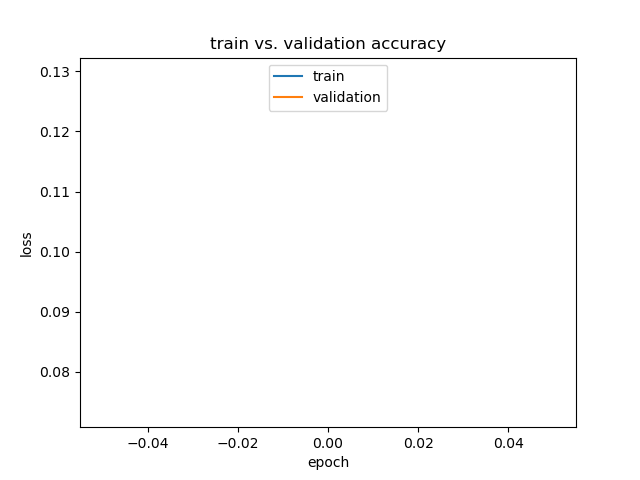 train vs. validation accuracy
train
validation
0.13
0.12
0.11
0.10
0.09
0.08
loss
−0.04 −0.02 0.00 0.02 0.04
epoch